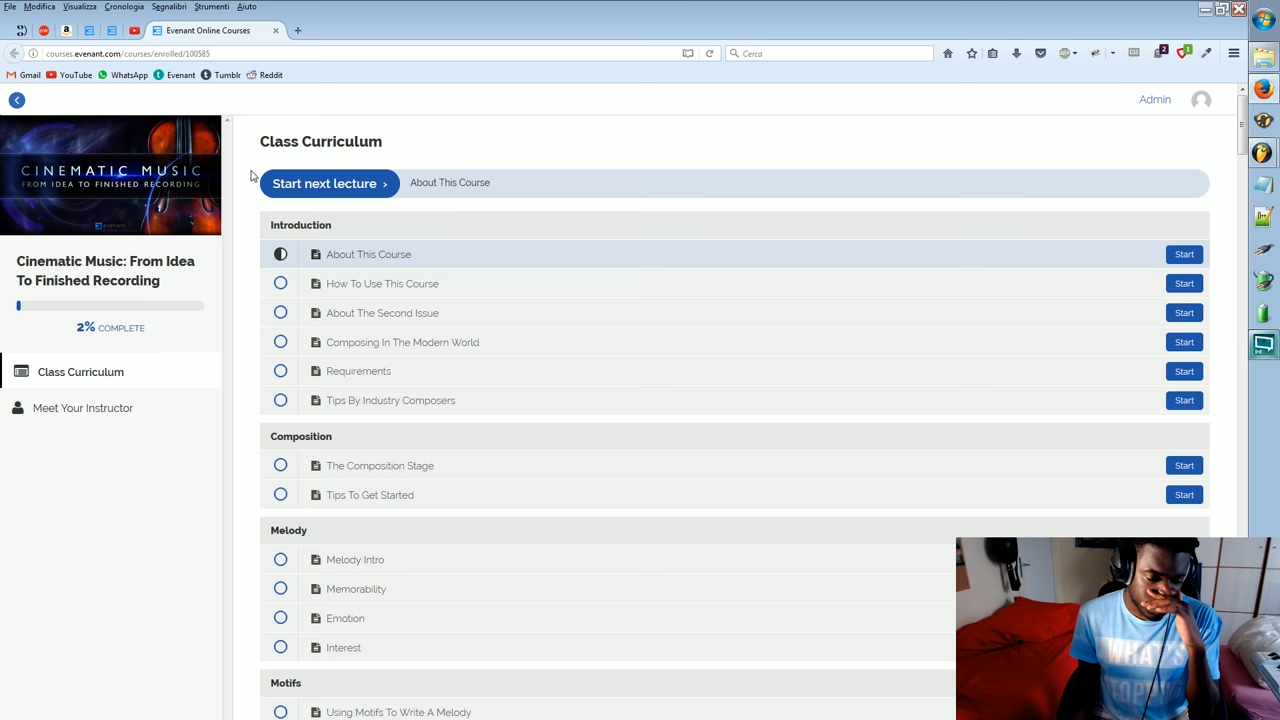 File Modifica Visualizza Cronologia Segnalibri Strumenti Aiuto
Evenant Online Courses
courses.evenant.com/courses/enrolled/100585
Cerca
2
1
Gmail YouTube WhatsApp Evenant Tumblr Reddit
Admin
CINEMATIC MUSIC
FROM IDEA TO FINISHED RECORDING
evenant
Cinematic Music: From Idea
To Finished Recording
2% COMPLETE
Class Curriculum
Meet Your Instructor
Class Curriculum
Start next lecture ›
About This Course
Introduction
About This Course Start
How To Use This Course Start
About The Second Issue Start
Composing In The Modern World Start
Requirements Start
Tips By Industry Composers Start
Composition
The Composition Stage Start
Tips To Get Started Start
Melody
Melody Intro
Memorability
Emotion
Interest
Motifs
Using Motifs To Write A Melody
WHAT'S